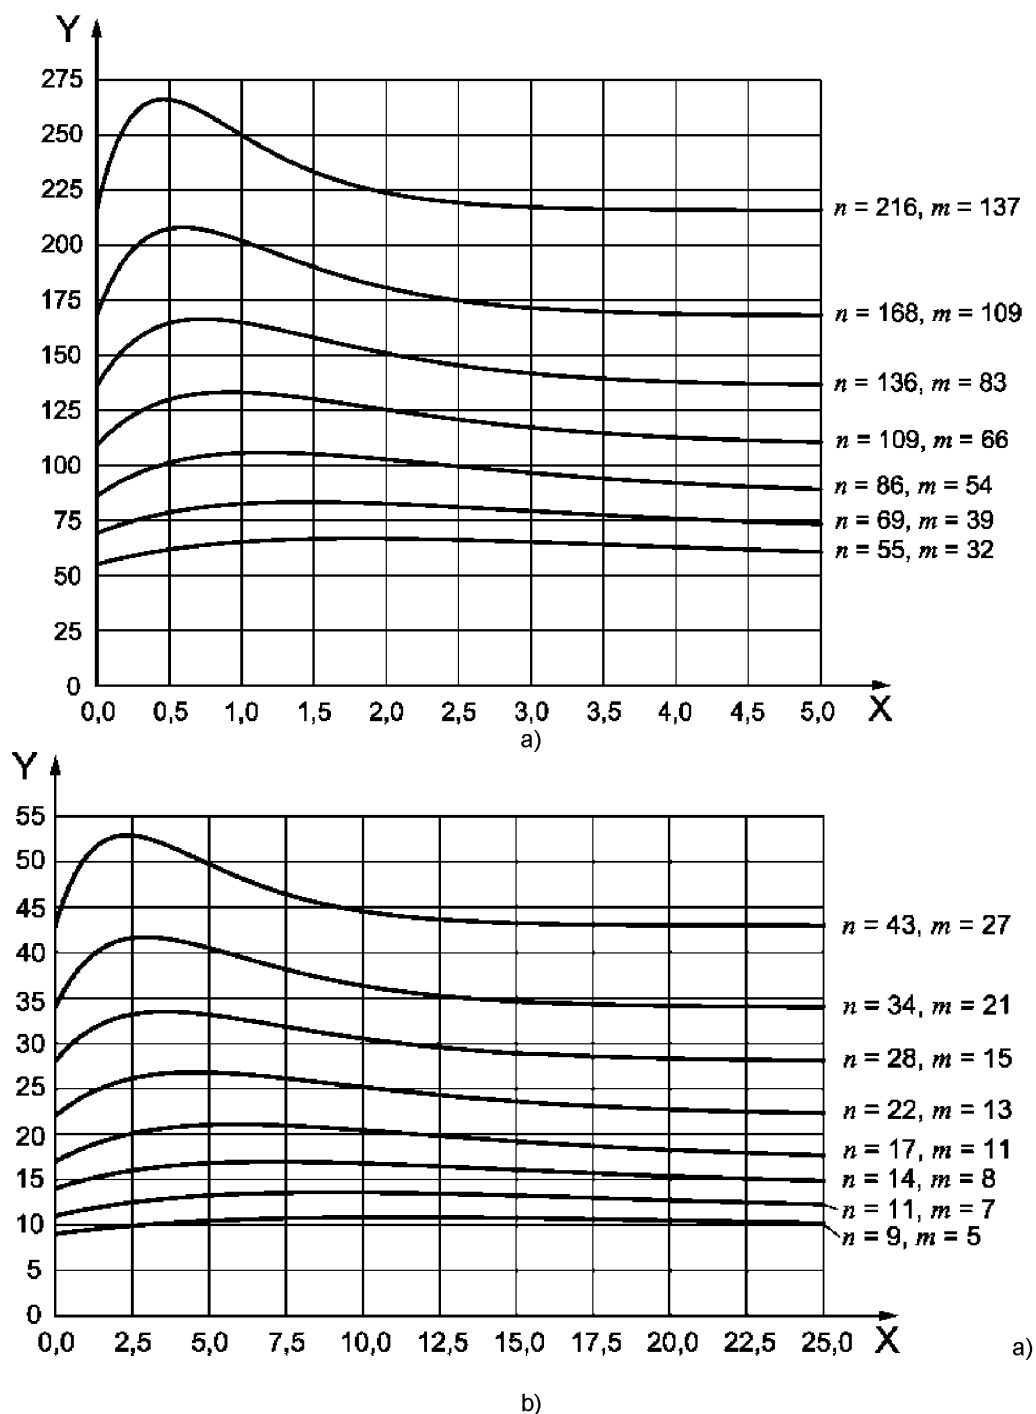 Y
275
250
225
200
175
150
125
100
75
50
25
0
n = 216, m = 137
n = 168, m = 109
n = 136, m = 83
n = 109, m = 66
n = 86, m = 54
n = 69, m = 39
n = 55, m = 32
0,0 0,5 1,0 1,5 2,0 2,5 3,0 3,5 4,0 4,5 5,0 X
a)
Y
55
50
45
40
35
30
25
20
15
10
5
0
n = 43, m = 27
n = 34, m = 21
n = 28, m = 15
n = 22, m = 13
n = 17, m = 11
n = 14, m = 8
n = 11, m = 7
n = 9, m = 5
0,0 2,5 5,0 7,5 10,0 12,5 15,0 17,5 20,0 22,5 25,0 X
a)
b)